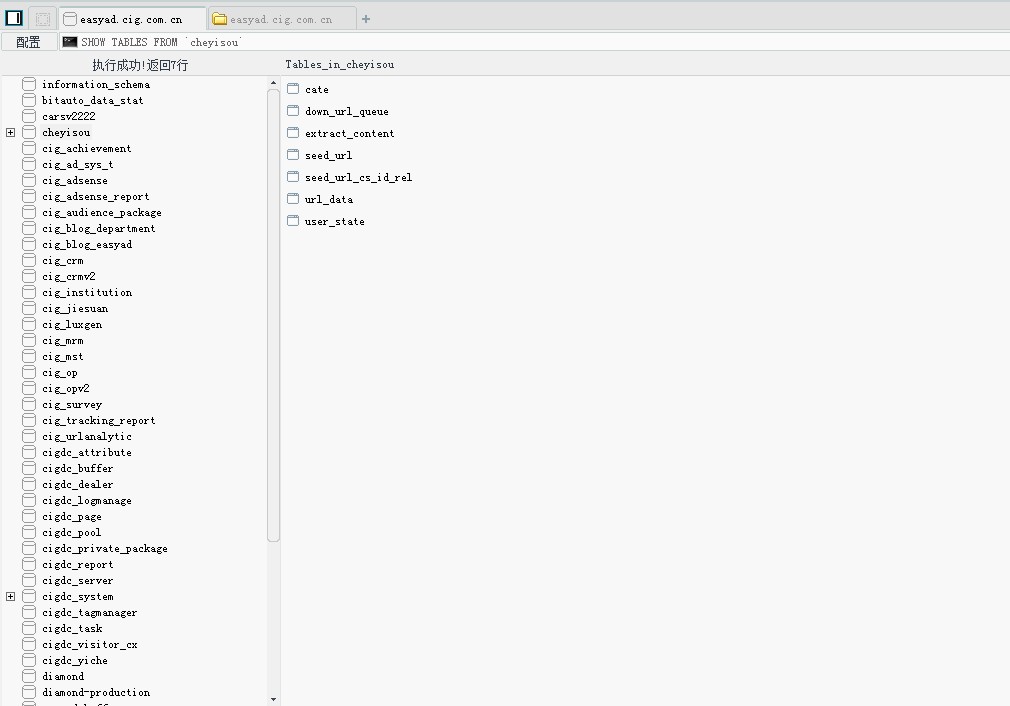 easyad.cig.com.cn
easyad.cig.com.cn
配置
SHOW TABLES FROM `cheyisou`
执行成功!返回7行
Tables_in_cheyisou
information_schema
bitauto_data_stat
carsv2222
cheyisou
cig_achievement
cig_ad_sys_t
cig_adsense
cig_adsense_report
cig_audience_package
cig_blog_department
cig_blog_easyad
cig_crm
cig_crmv2
cig_institution
cig_jiesuan
cig_luxgen
cig_mrm
cig_mst
cig_op
cig_opv2
cig_survey
cig_tracking_report
cig_urlanalytic
cigdc_attribute
cigdc_buffer
cigdc_dealer
cigdc_logmanage
cigdc_page
cigdc_pool
cigdc_private_package
cigdc_report
cigdc_server
cigdc_system
cigdc_tagmanager
cigdc_task
cigdc_visitor_cx
cigdc_yiche
diamond
diamond-production
cate
down_url_queue
extract_content
seed_url
seed_url_cs_id_rel
url_data
user_state